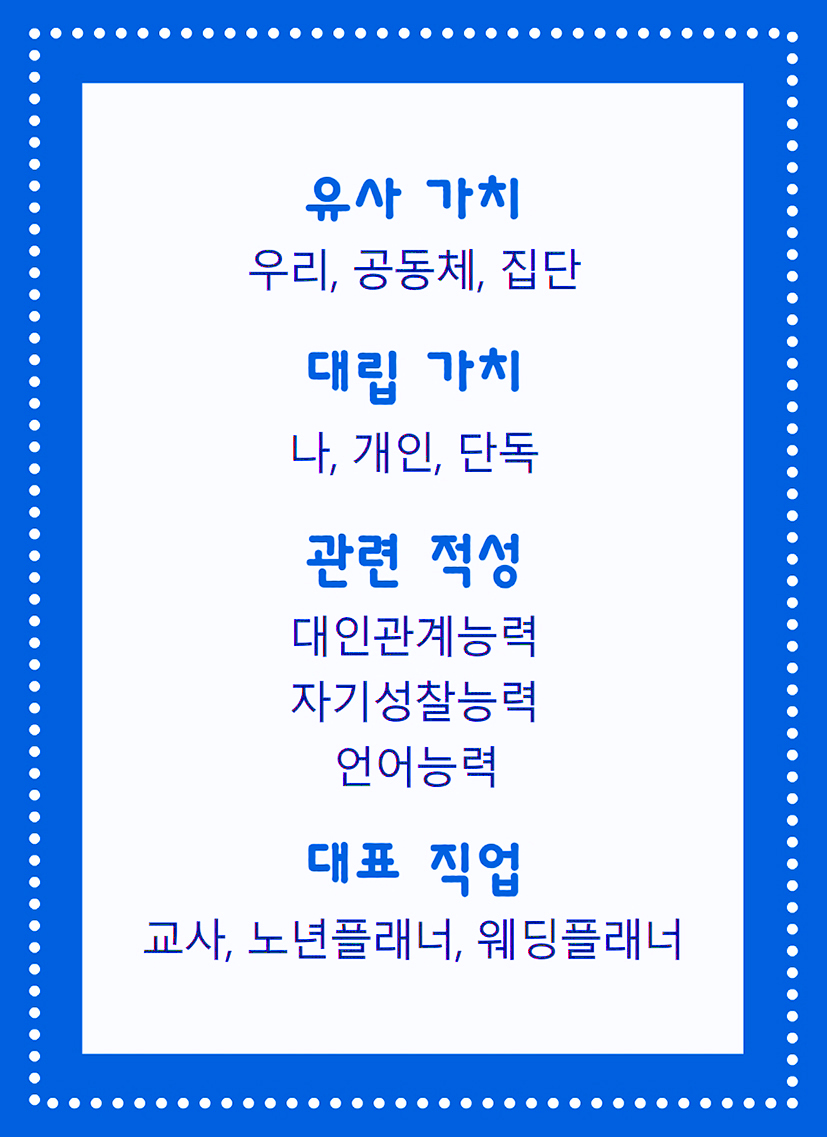 유사 가치
우리, 공동체, 집단
대립 가치
나, 개인, 단독
관련 적성
대인관계능력
자기성찰능력
언어능력
대표 직업
교사, 노년플래너, 웨딩플래너